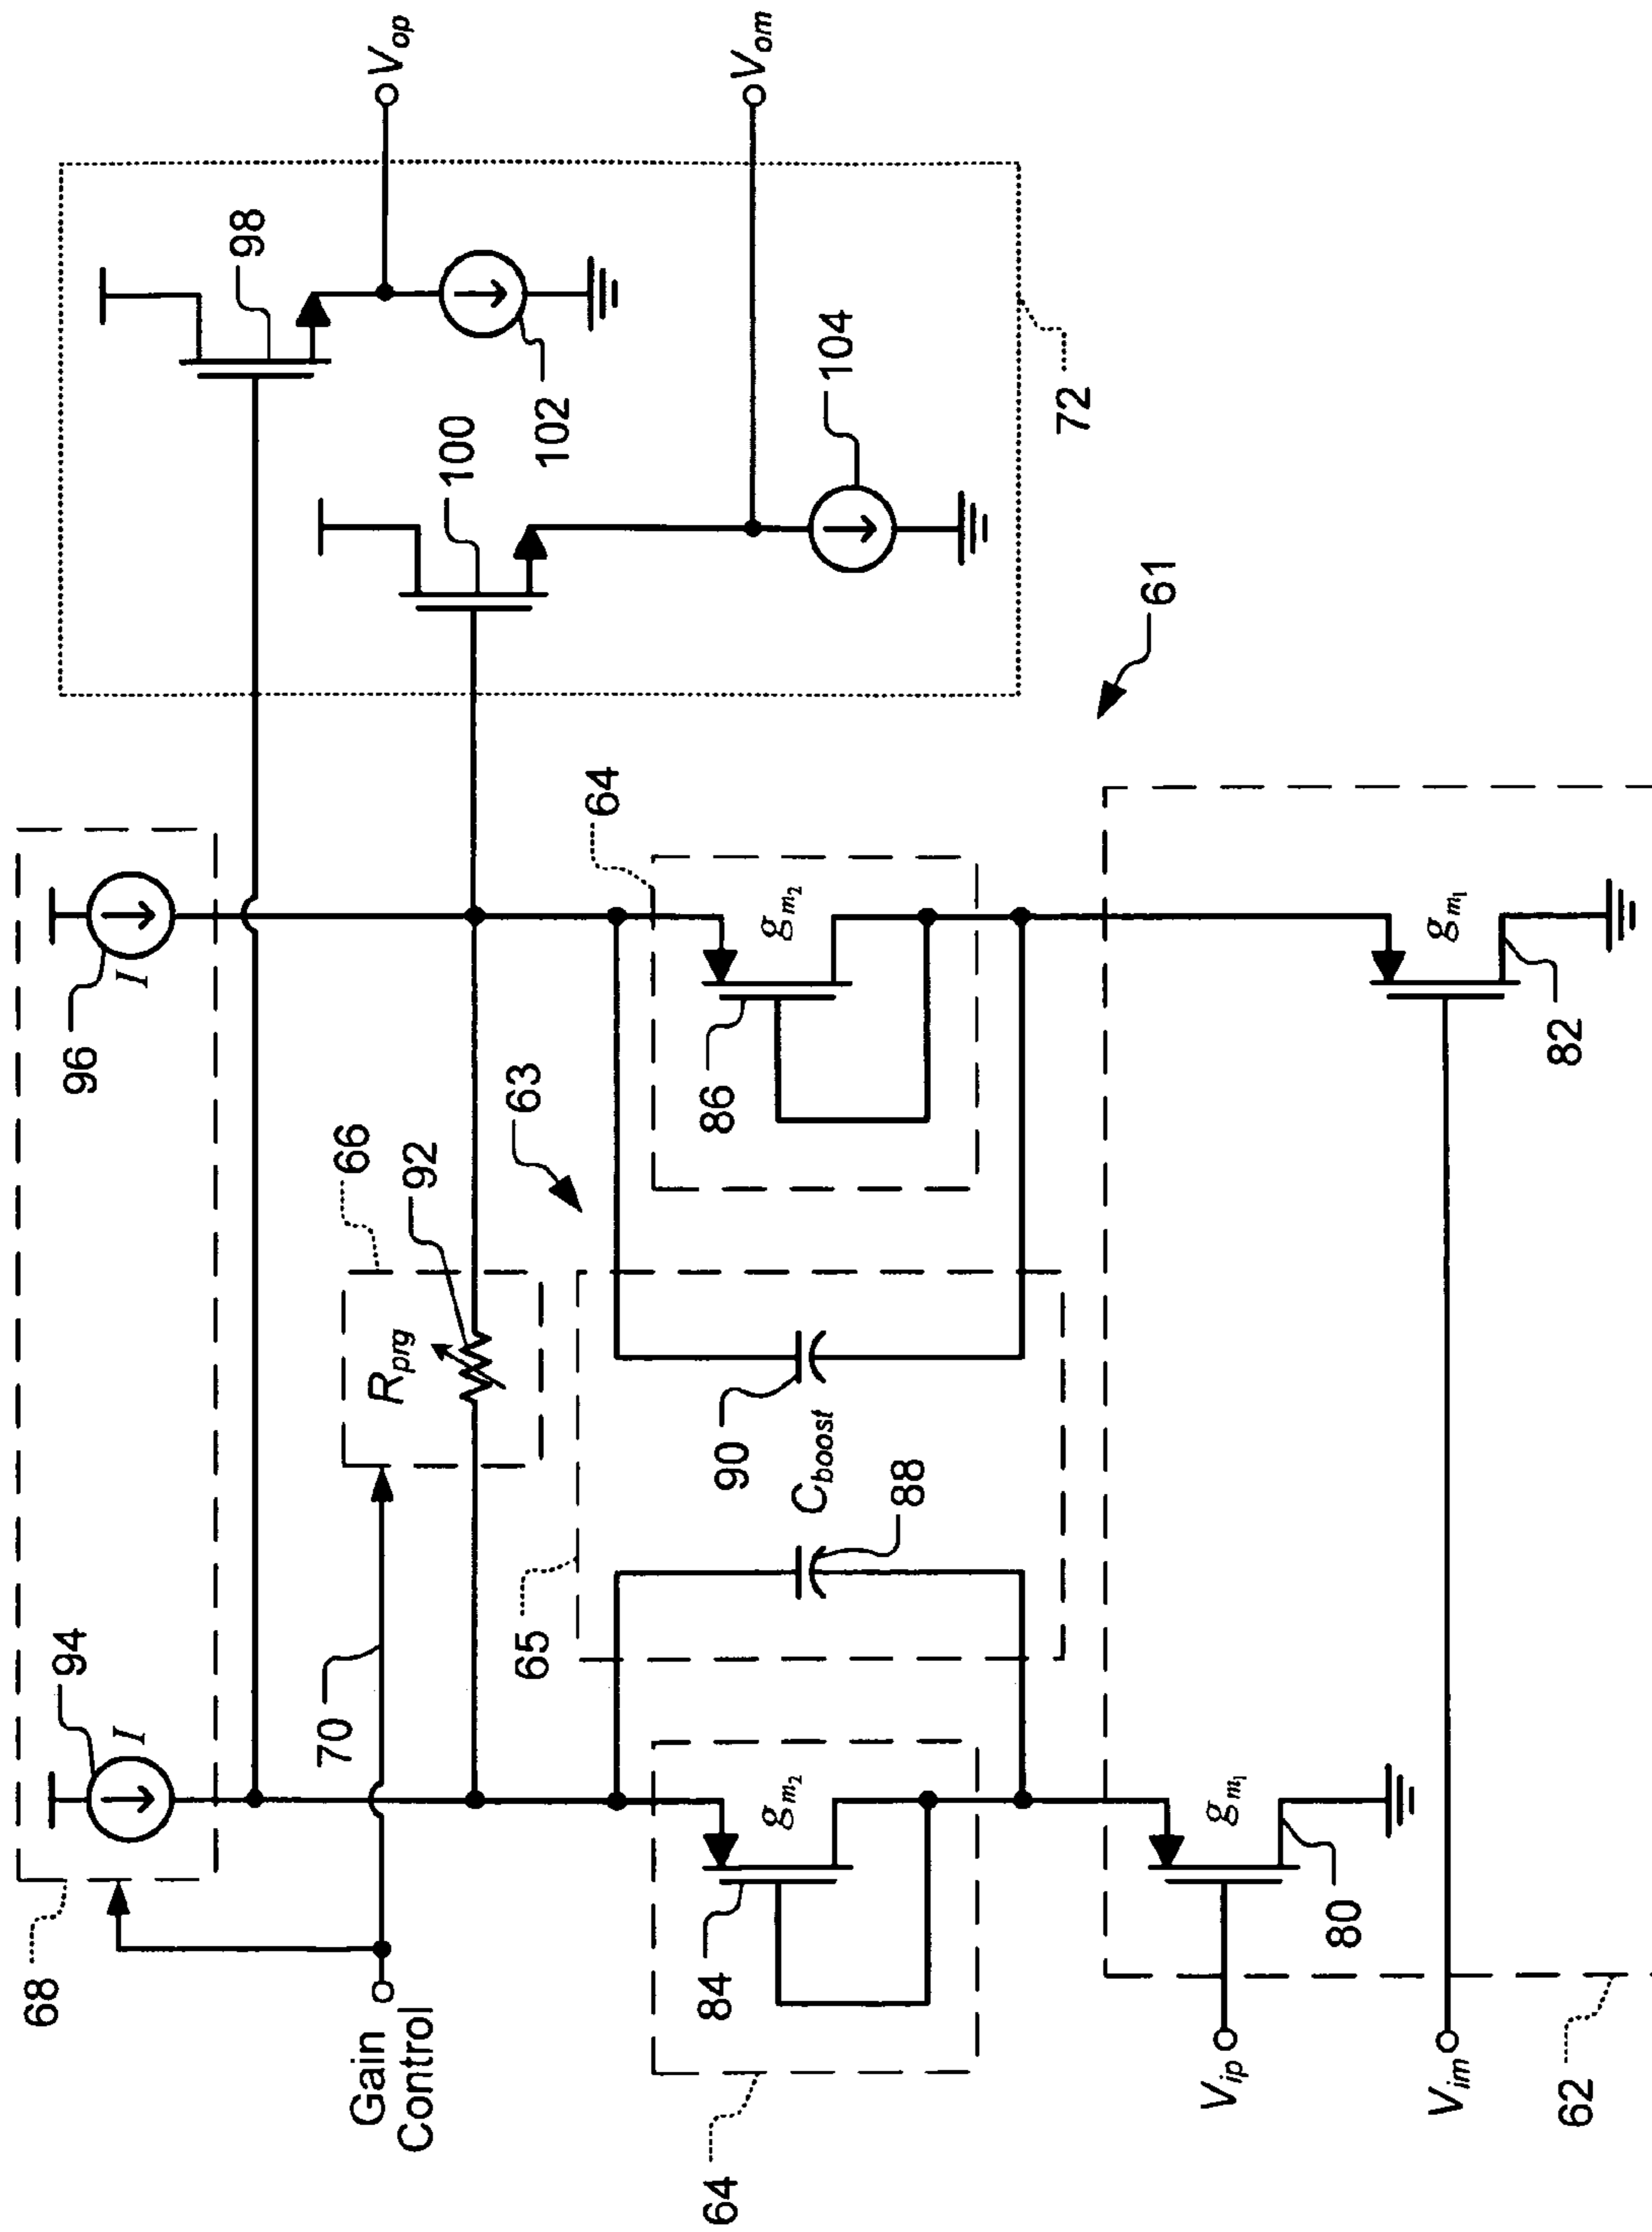 68
94
I
96
I
Gain
Control
70
66
R_prg
92
63
98
V_op
102
100
V_om
104
72
61
64
84
g_m2
65
C_boost
88
90
86
g_m2
64
V_ip
g_m1
80
V_im
g_m1
82
62